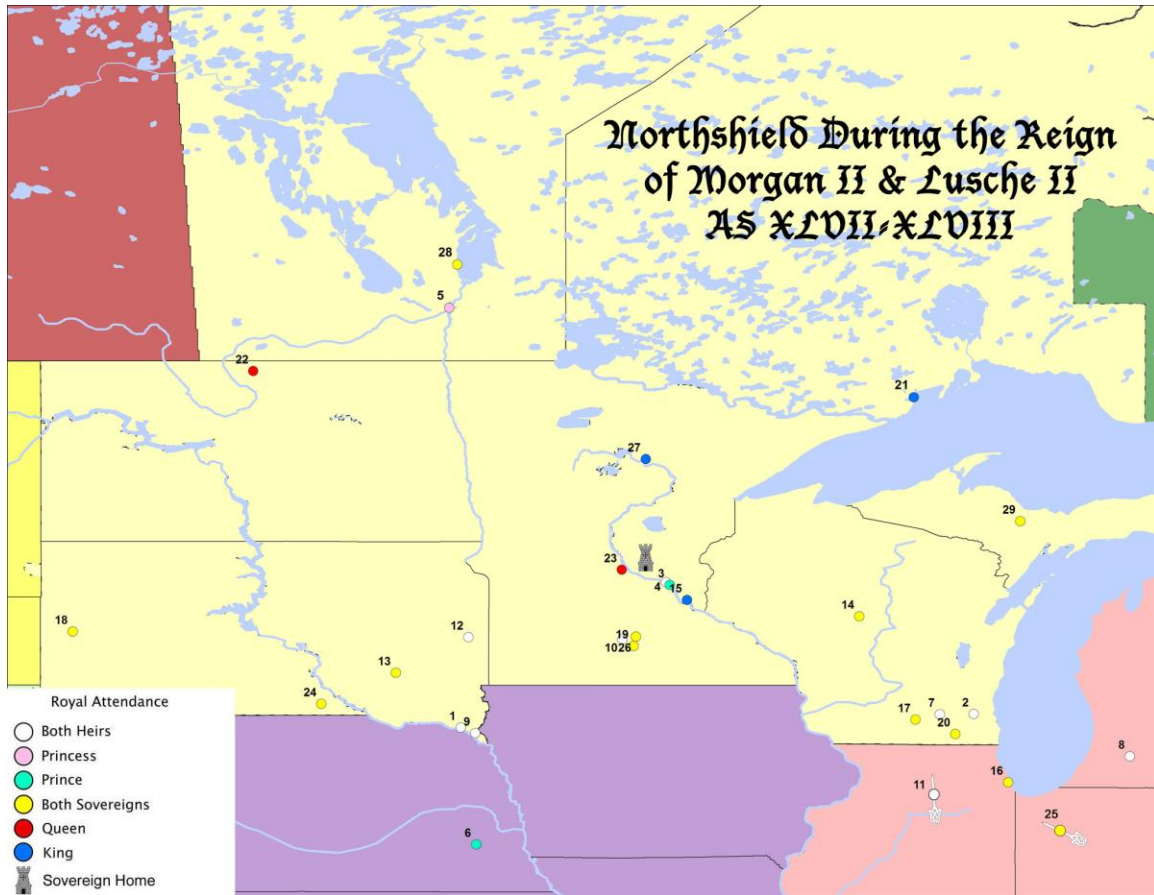 Northshield During the Reign
of Morgan II & Lusche II
AS XLVII-XLVIII
28
5
22
21
27
29
23
3
4
15
14
18
12
19
10 26
13
24
1
9
17
7
2
20
8
16
11
25
6
Royal Attendance
Both Heirs
Princess
Prince
Both Sovereigns
Queen
King
Sovereign Home